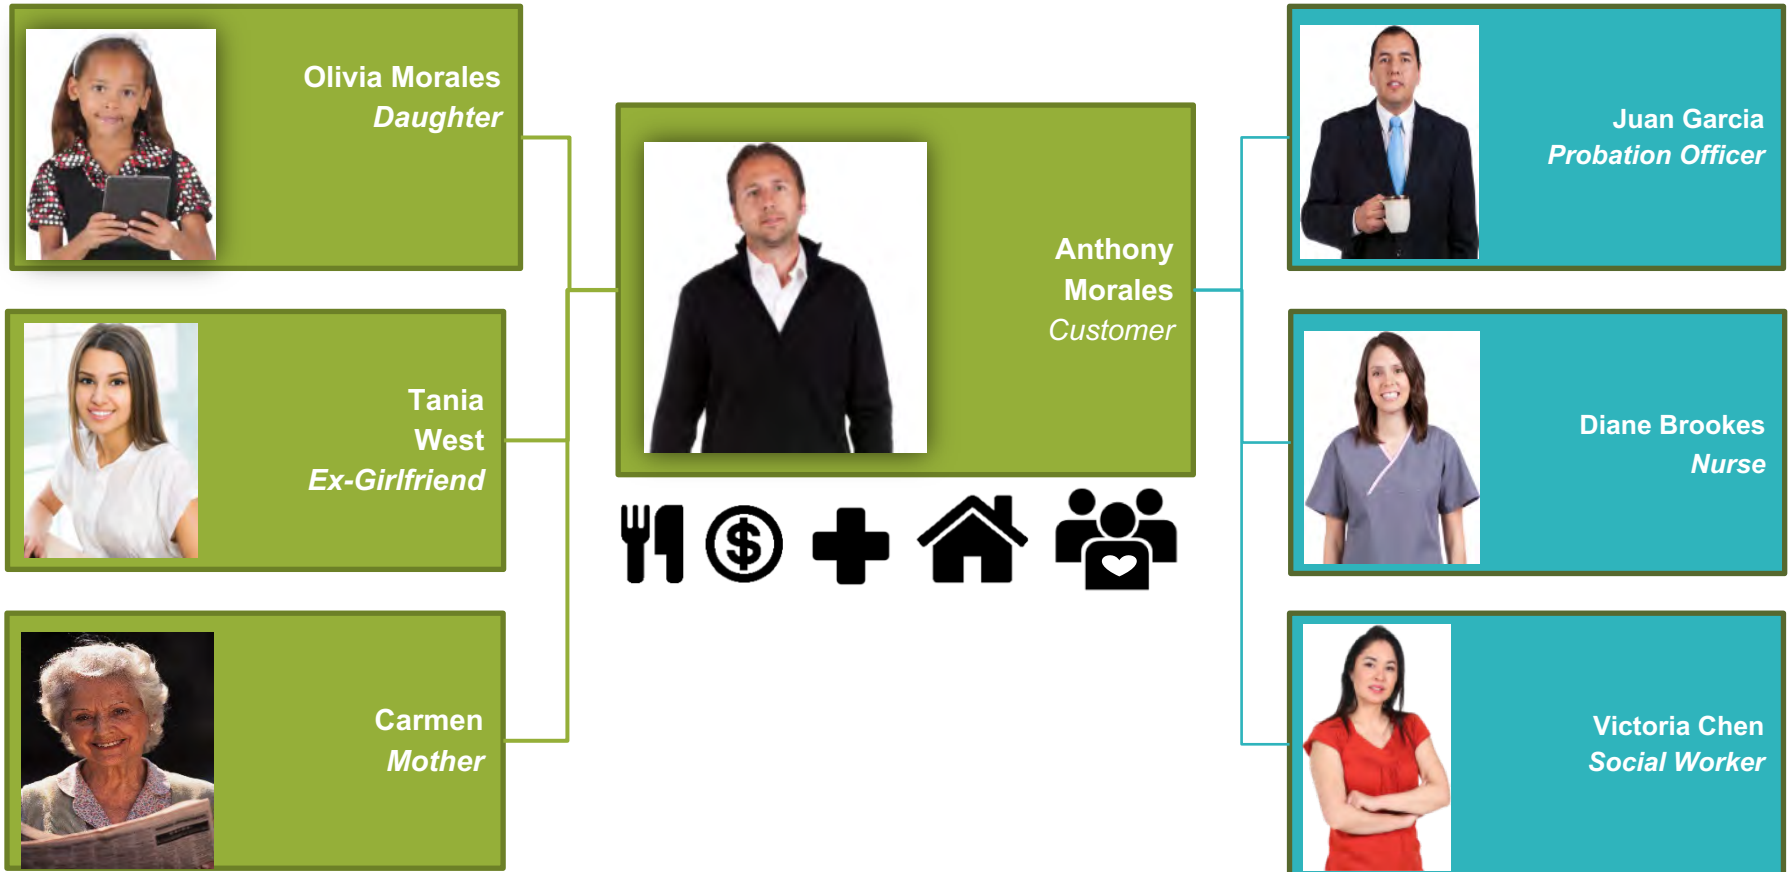 Olivia Morales
Daughter
Tania
West
Ex-Girlfriend
Carmen
Mother
Anthony
Morales
Customer
Juan Garcia
Probation Officer
Diane Brookes
Nurse
Victoria Chen
Social Worker